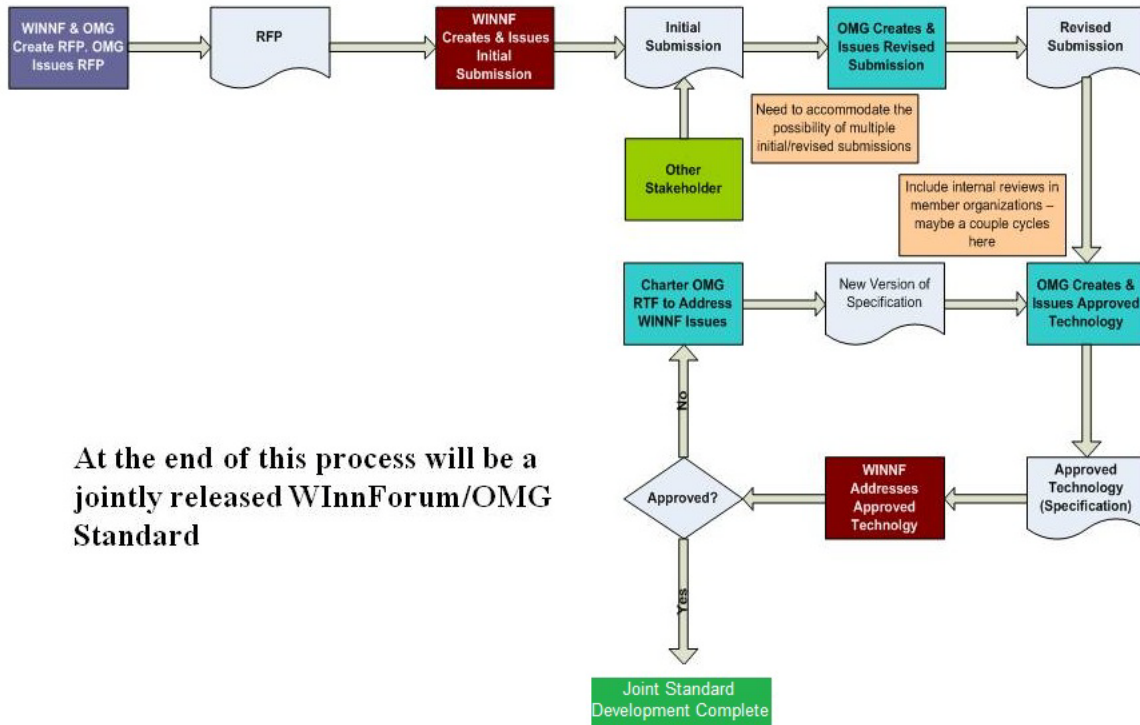 WINNF & OMG
Create RFP. OMG
Issues RFP
RFP
WINNF
Creates & Issues
Initial
Submission
Initial
Submission
OMG Creates &
Issues Revised
Submission
Revised
Submission
Need to accommodate the
possibility of multiple
initial/revised submissions
Other
Stakeholder
Include internal reviews in
member organizations –
maybe a couple cycles
here
Charter OMG
RTF to Address
WINNF Issues
New Version of
Specification
OMG Creates &
Issues Approved
Technology
No
At the end of this process will be a
jointly released WInnForum/OMG
Standard
Approved?
WINNF
Addresses
Approved
Technolgy
Approved
Technology
(Specification)
Yes
Joint Standard
Development Complete